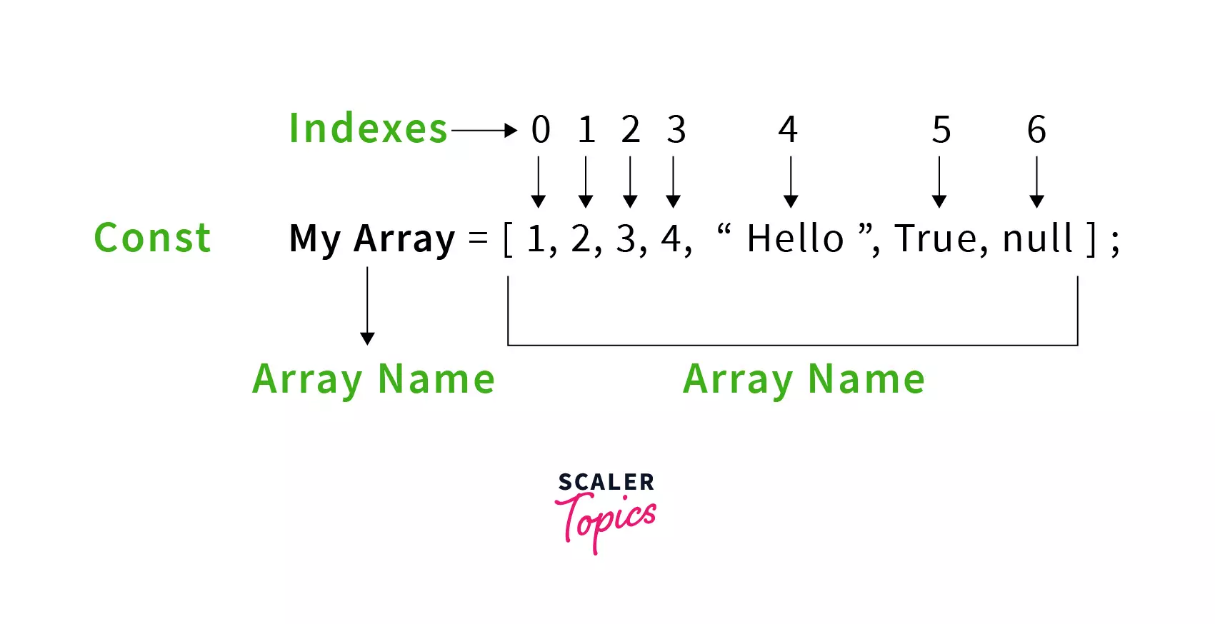 Indexes 0 1 2 3 4 5 6
Const My Array = [ 1, 2, 3, 4, “ Hello ”, True, null ] ;
Array Name Array Name
SCALER
Topics